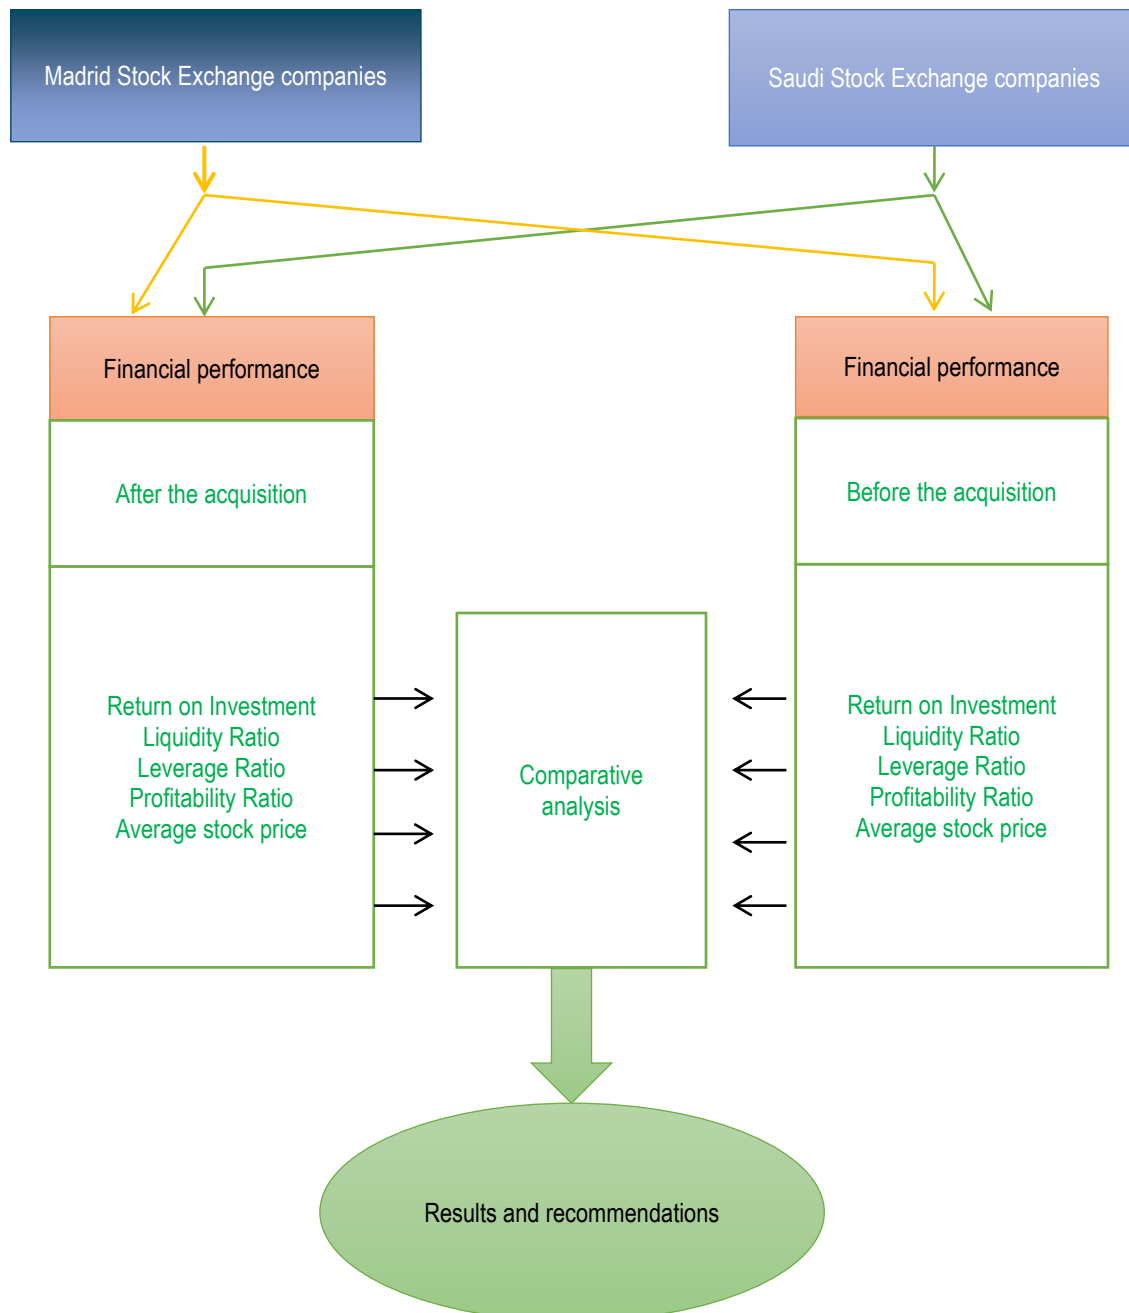 Madrid Stock Exchange companies
Saudi Stock Exchange companies
Financial performance
After the acquisition
Return on Investment
Liquidity Ratio
Leverage Ratio
Profitability Ratio
Average stock price
Comparative
analysis
Financial performance
Before the acquisition
Return on Investment
Liquidity Ratio
Leverage Ratio
Profitability Ratio
Average stock price
Results and recommendations